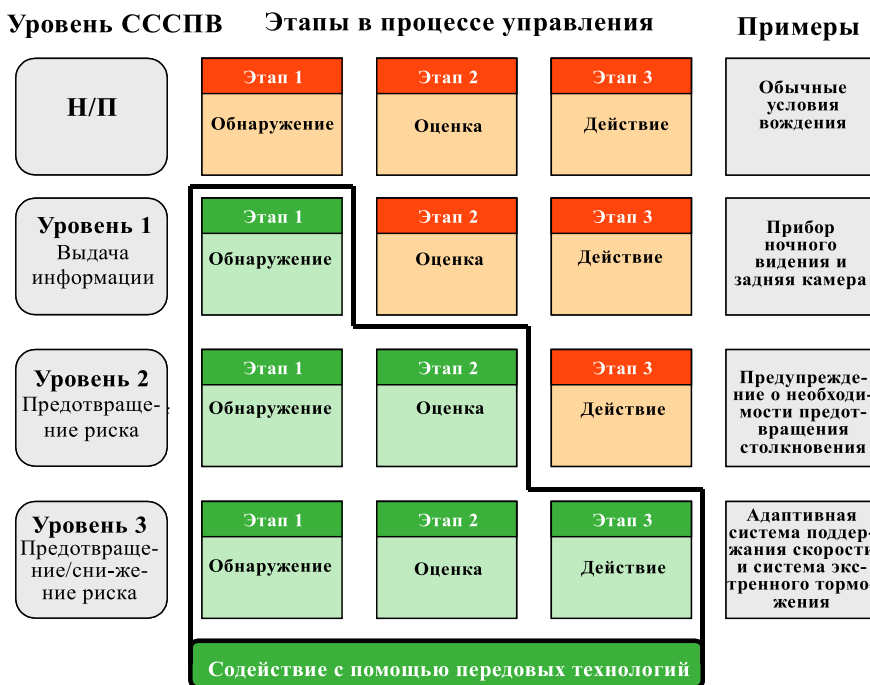 Уровень СССПВ
Этапы в процессе управления
Примеры
Н/П
Этап 1
Обнаружение
Этап 2
Оценка
Этап 3
Действие
Обычные
условия
вождения
Уровень 1
Выдача
информации
Этап 1
Обнаружение
Этап 2
Оценка
Этап 3
Действие
Прибор
ночного
видения и
задняя камера
Уровень 2
Предотвраще-
ние риска
Этап 1
Обнаружение
Этап 2
Оценка
Этап 3
Действие
Предупрежде-
ние о необходи-
мости предот-
вращения
столкновения
Уровень 3
Предотвраще-
ние/сни-же-
ние риска
Этап 1
Обнаружение
Этап 2
Оценка
Этап 3
Действие
Адаптивная
система поддер-
жания скорости
и система экс-
тренного тормо-
жения
Содействие с помощью передовых технологий